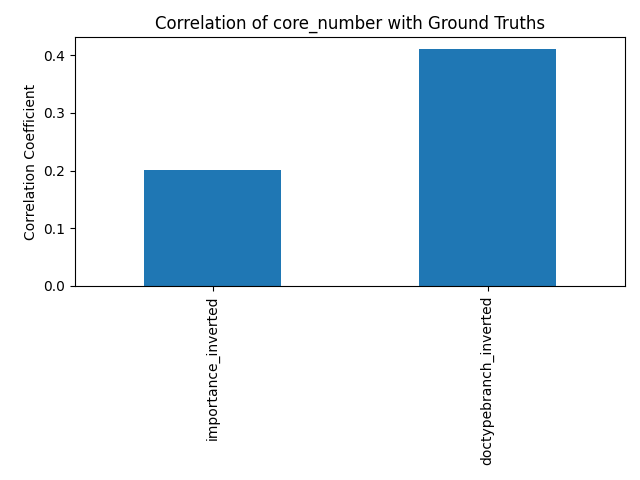 Correlation of core_number with Ground Truths
Correlation Coefficient
0.4
0.3
0.2
0.1
0.0
importance_inverted
doctypebranch_inverted